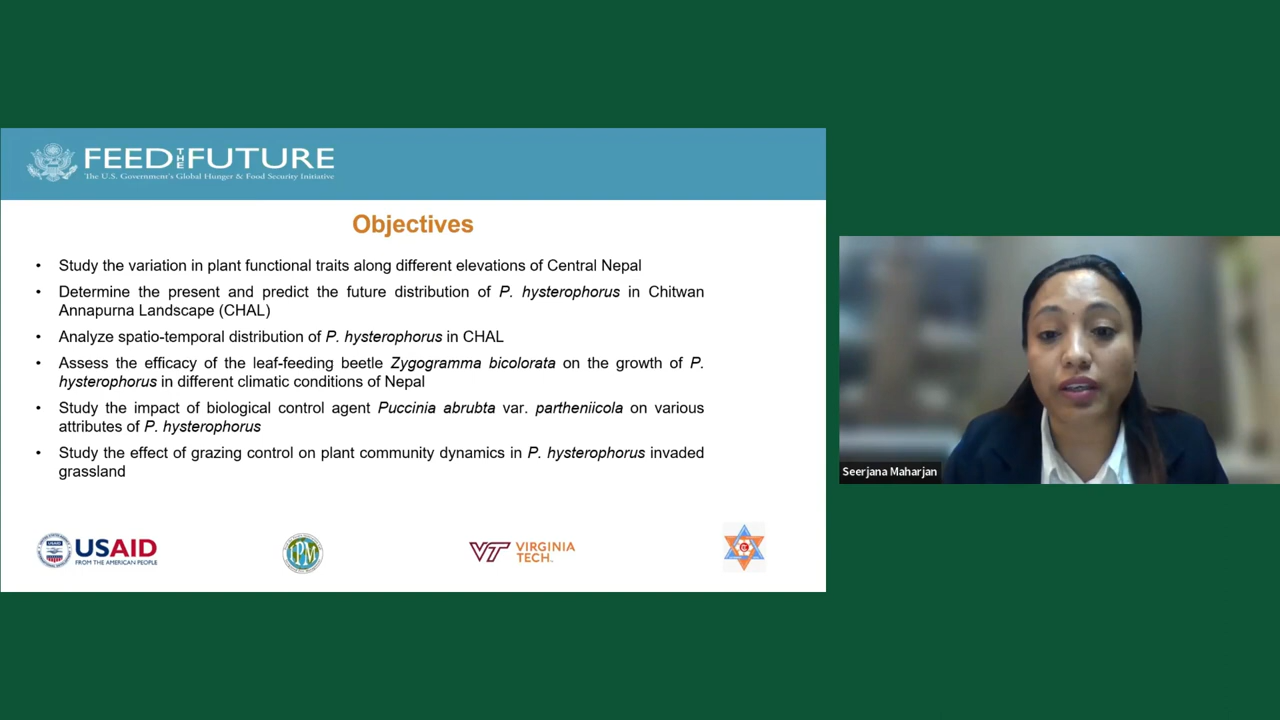 FEED THE FUTURE
The U.S. Government's Global Hunger & Food Security Initiative
Objectives
• Study the variation in plant functional traits along different elevations of Central Nepal
• Determine the present and predict the future distribution of P. hysterophorus in Chitwan
Annapurna Landscape (CHAL)
• Analyze spatio-temporal distribution of P. hysterophorus in CHAL
• Assess the efficacy of the leaf-feeding beetle Zygogramma bicolorata on the growth of P.
hysterophorus in different climatic conditions of Nepal
• Study the impact of biological control agent Puccinia abrubta var. partheniicola on various
attributes of P. hysterophorus
• Study the effect of grazing control on plant community dynamics in P. hysterophorus invaded
grassland
USAID
FROM THE AMERICAN PEOPLE
IPM
VT VIRGINIA
TECH
Seerjana Maharjan